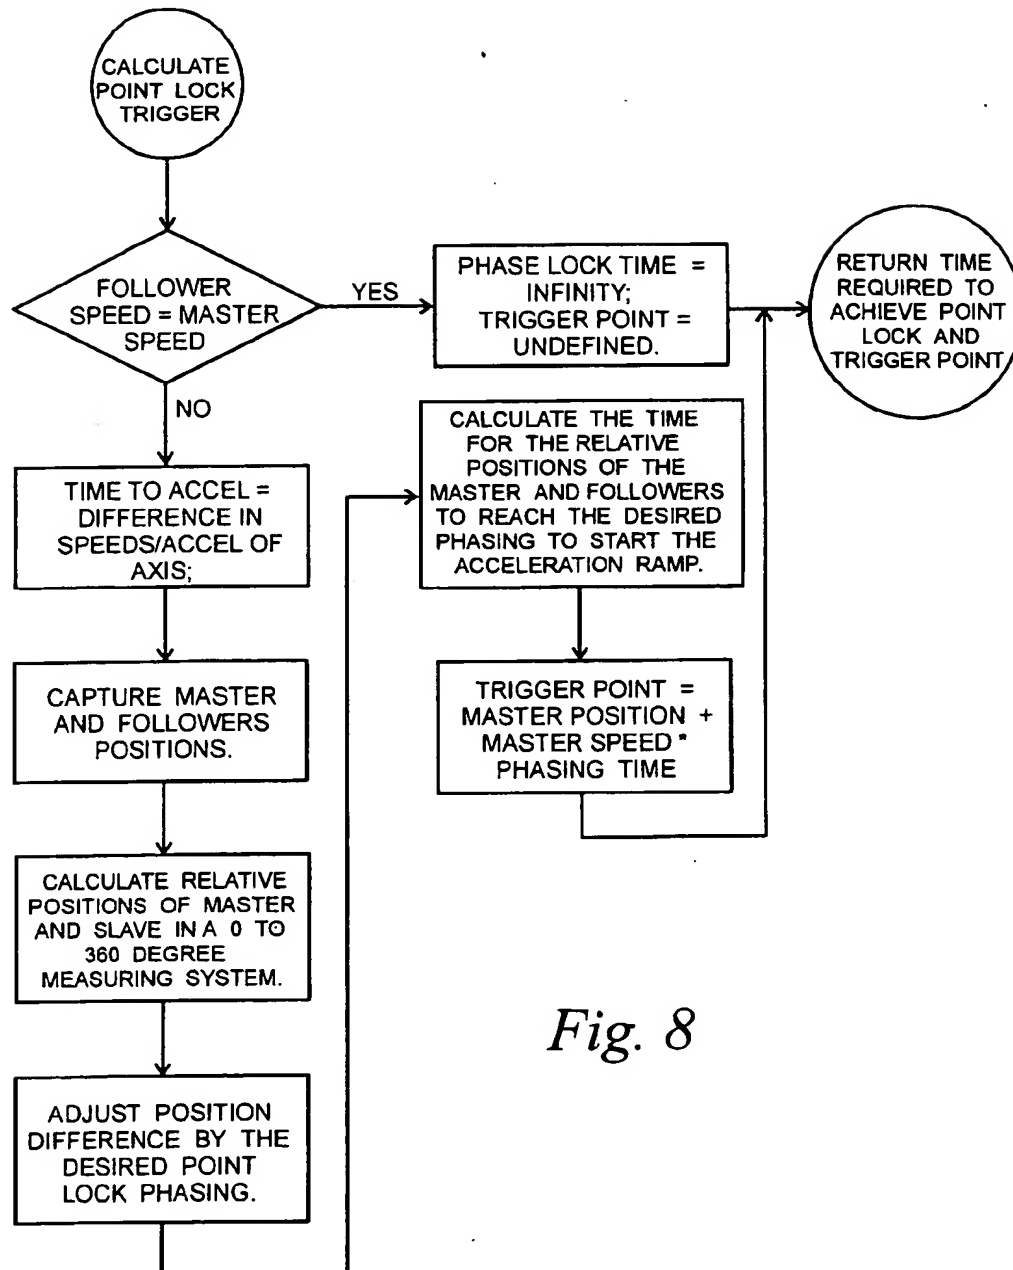 CALCULATE
POINT LOCK
TRIGGER
FOLLOWER
SPEED = MASTER
SPEED
YES
NO
PHASE LOCK TIME =
INFINITY;
TRIGGER POINT =
UNDEFINED.
RETURN TIME
REQUIRED TO
ACHIEVE POINT
LOCK AND
TRIGGER POINT
TIME TO ACCEL =
DIFFERENCE IN
SPEEDS/ACCEL OF
AXIS;
CAPTURE MASTER
AND FOLLOWERS
POSITIONS.
CALCULATE RELATIVE
POSITIONS OF MASTER
AND SLAVE IN A 0 TO
360 DEGREE
MEASURING SYSTEM.
ADJUST POSITION
DIFFERENCE BY THE
DESIRED POINT
LOCK PHASING.
CALCULATE THE TIME
FOR THE RELATIVE
POSITIONS OF THE
MASTER AND FOLLOWERS
TO REACH THE DESIRED
PHASING TO START THE
ACCELERATION RAMP.
TRIGGER POINT =
MASTER POSITION +
MASTER SPEED *
PHASING TIME
Fig. 8